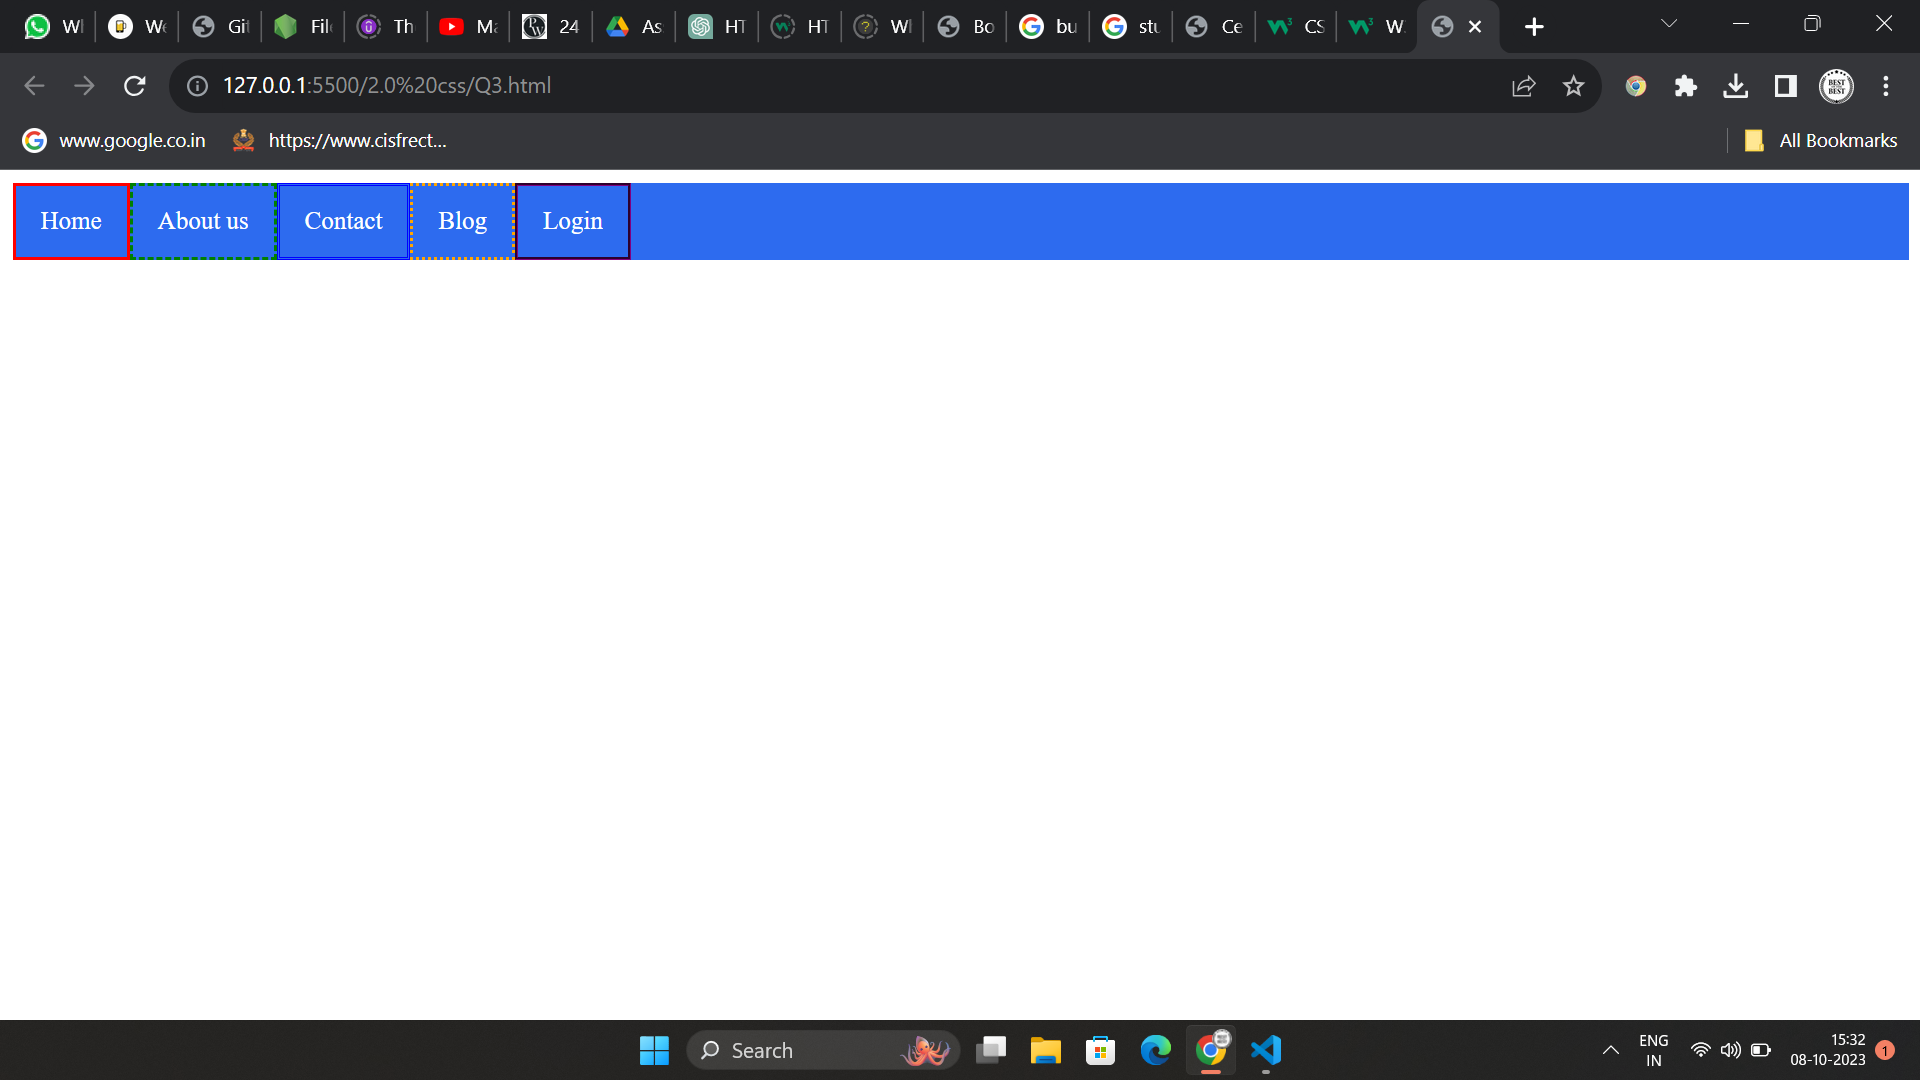 Wl We Git File Th Ma 24 As HT HT Wl Bo bu stu Ce CS W
127.0.0.1:5500/2.0%20css/Q3.html
www.google.co.in https://www.cisfrect... All Bookmarks
Home About us Contact Blog Login
Search
ENG
IN
15:32
08-10-2023
1